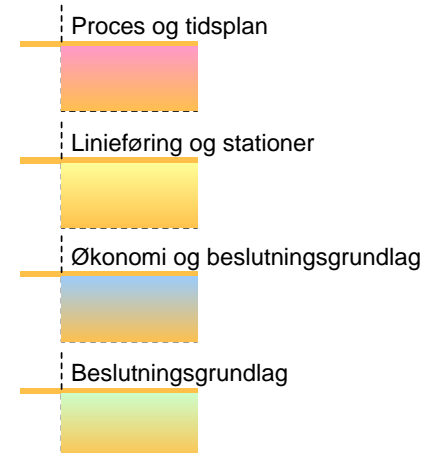 Proces og tidsplan
Linieføring og stationer
Økonomi og beslutningsgrundlag
Beslutningsgrundlag